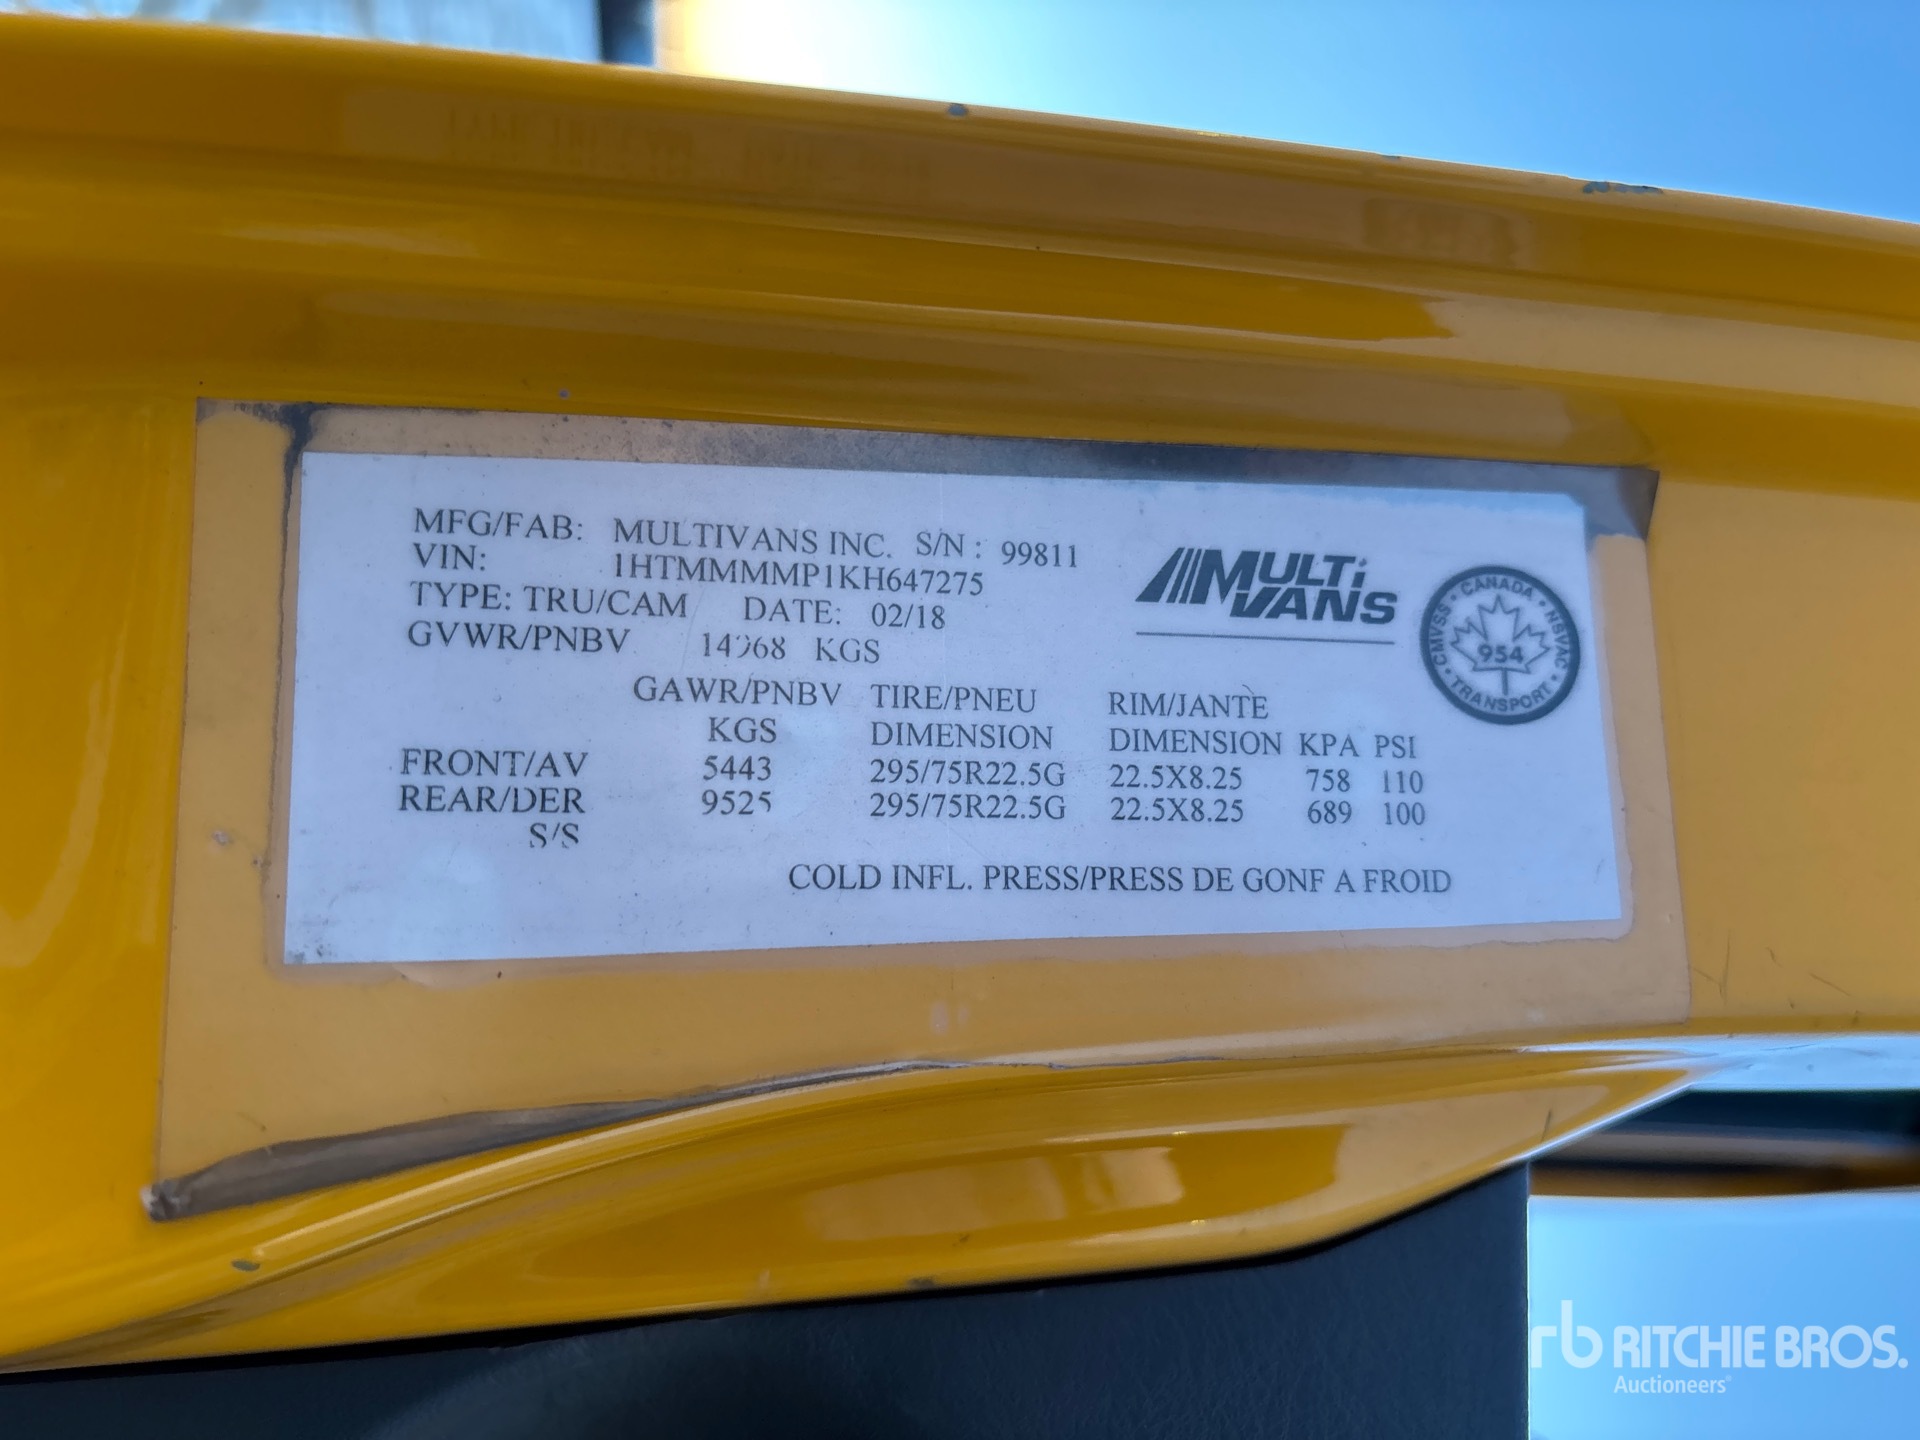 MFG/FAB: MULTIVANS INC. S/N : 99811
VIN: 1HTMMMMP1KH647275
TYPE: TRU/CAM DATE: 02/18
GVWR/PNBV 14968 KGS
MULTi
VANS
CANADA • NSVAC • TRANSPORT • CMVSS •
954
GAWR/PNBV TIRE/PNEU RIM/JANTE
KGS DIMENSION DIMENSION KPA PSI
FRONT/AV 5443 295/75R22.5G 22.5X8.25 758 110
REAR/DER 9525 295/75R22.5G 22.5X8.25 689 100
S/S
COLD INFL. PRESS/PRESS DE GONF A FROID
rb RITCHIE BROS.
Auctioneers